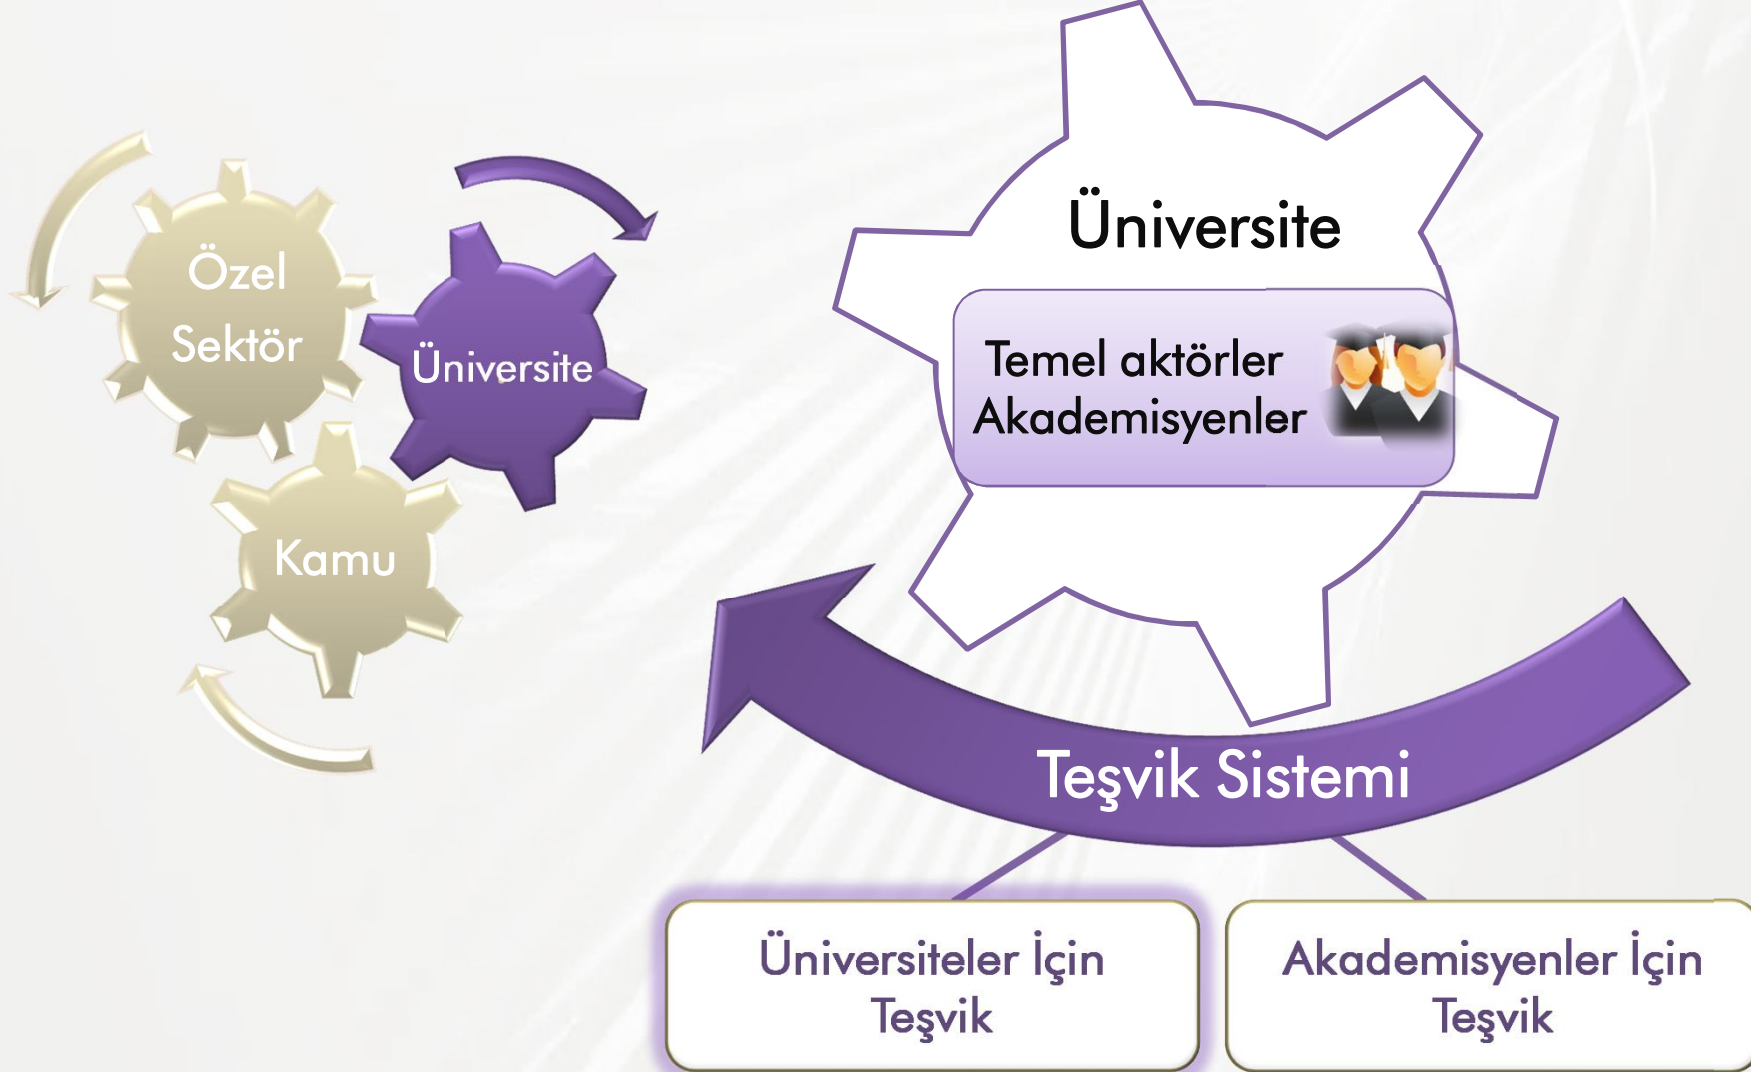 Özel
Sektör
Üniversite
Kamu
Üniversite
Temel aktörler
Akademisyenler
Teşvik Sistemi
Üniversiteler İçin
Teşvik
Akademisyenler İçin
Teşvik